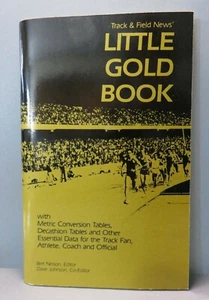 Track & Field News'
LITTLE
GOLD
BOOK
with
Metric Conversion Tables,
Decathlon Tables and Other
Essential Data for the Track Fan,
Athlete, Coach and Official
Bert Nelson, Editor
Dave Johnson, Co-Editor